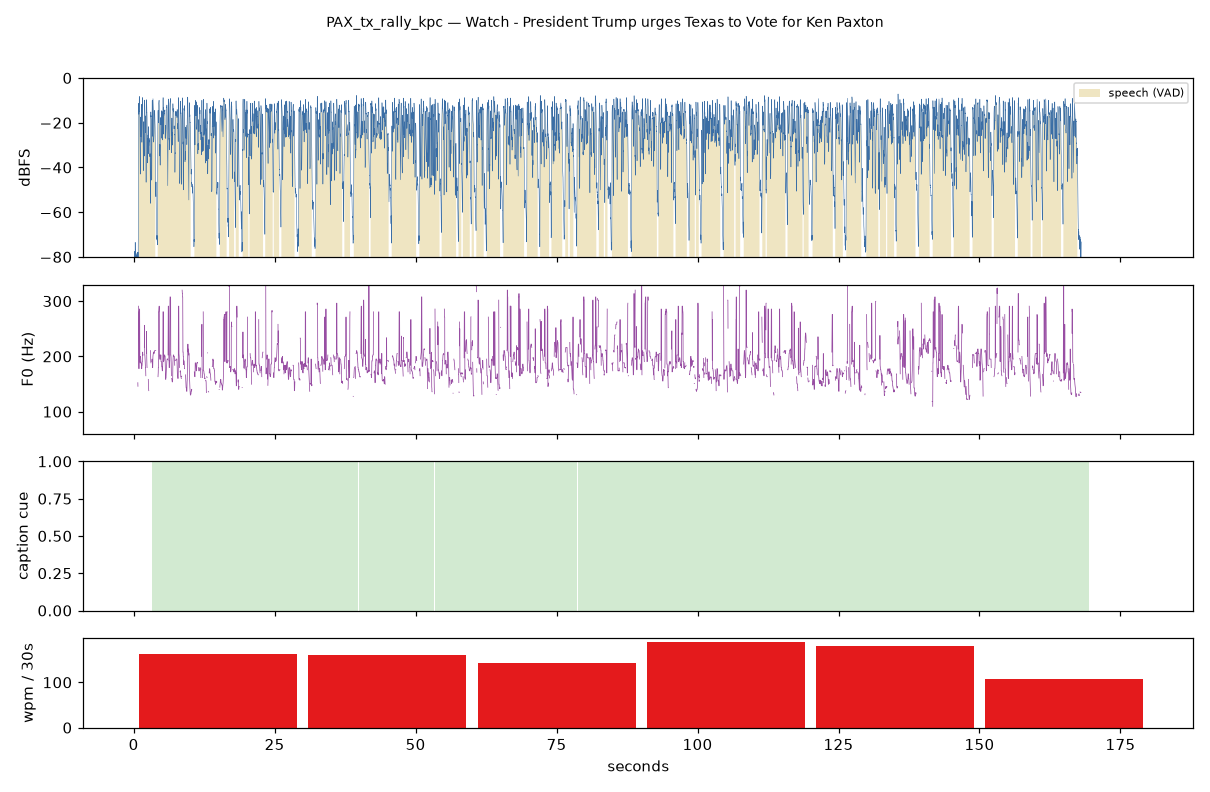 PAX_tx_rally_kpc — Watch - President Trump urges Texas to Vote for Ken Paxton
0
−20
−40
−60
−80
dBFS
speech (VAD)
300
200
100
F0 (Hz)
1.00
0.75
0.50
0.25
0.00
caption cue
100
0
wpm / 30s
0 25 50 75 100 125 150 175
seconds